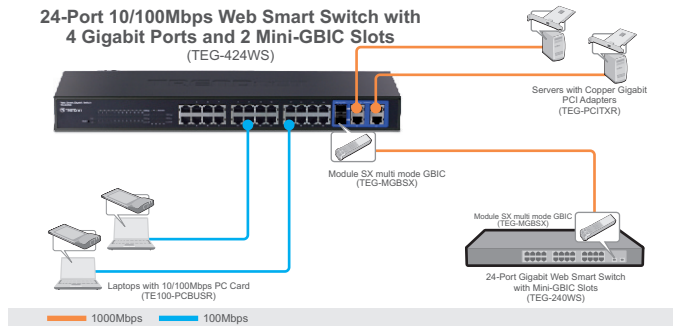 24-Port 10/100Mbps Web Smart Switch with
4 Gigabit Ports and 2 Mini-GBIC Slots
(TEG-424WS)
TRENDnet
Servers with Copper Gigabit
PCI Adapters
(TEG-PCITXR)
Module SX multi mode GBIC
(TEG-MGBSX)
Module SX multi mode GBIC
(TEG-MGBSX)
Laptops with 10/100Mbps PC Card
(TE100-PCBUSR)
24-Port Gigabit Web Smart Switch
with Mini-GBIC Slots
(TEG-240WS)
1000Mbps
100Mbps